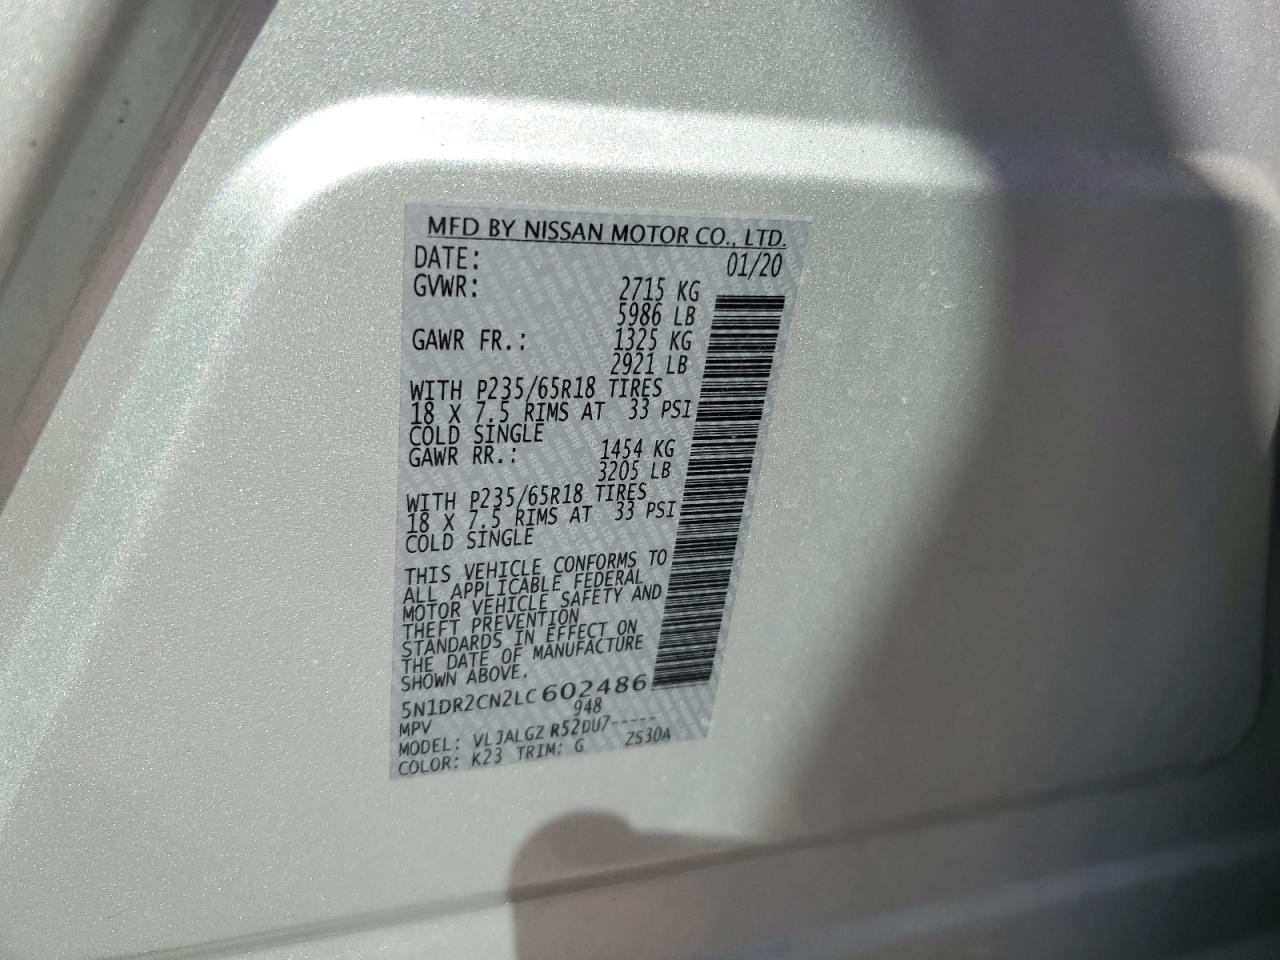 MFD BY NISSAN MOTOR CO., LTD.
DATE: 01/20
GVWR: 2715 KG
5986 LB
GAWR FR.: 1325 KG
2921 LB
WITH P235/65R18 TIRES
18 X 7.5 RIMS AT 33 PSI
COLD SINGLE
GAWR RR.: 1454 KG
3205 LB
WITH P235/65R18 TIRES
18 X 7.5 RIMS AT 33 PSI
COLD SINGLE
THIS VEHICLE CONFORMS TO
ALL APPLICABLE FEDERAL
MOTOR VEHICLE SAFETY AND
THEFT PREVENTION
STANDARDS IN EFFECT ON
THE DATE OF MANUFACTURE
SHOWN ABOVE.
5N1DR2CN2LC602486
MPV 948
MODEL: VLJALGZ R52DU7-----
COLOR: K23 TRIM: G ZS30A